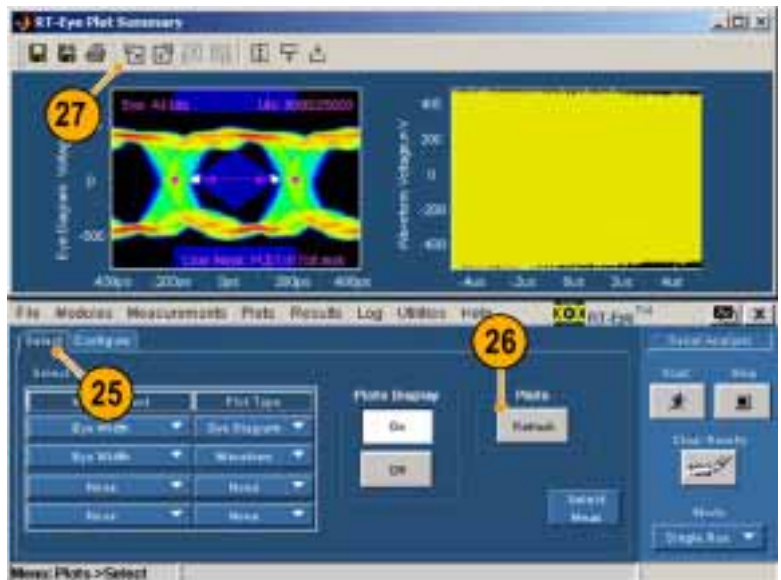 RT-Eye Plot Summary
27
Eye Diagram Voltage
0
-500
400ps -200ps 0ps 200ps 400ps
Waveform Voltage: V
400
200
0
-200
400
-4us -2us 0us 2us 4us
File Modules Measurements Plots Results Log Utilities Help RT-Eye™
Select Configure
25
26
Plot Type
Eye Width Eye Diagram
Eye Width Waveform
None None
None None
Plots Display
On
Off
Plots
Refresh
Select Meas
Serial Analysis
Start Stop
Clear Results
Mode
Single Run
Menu: Plots->Select